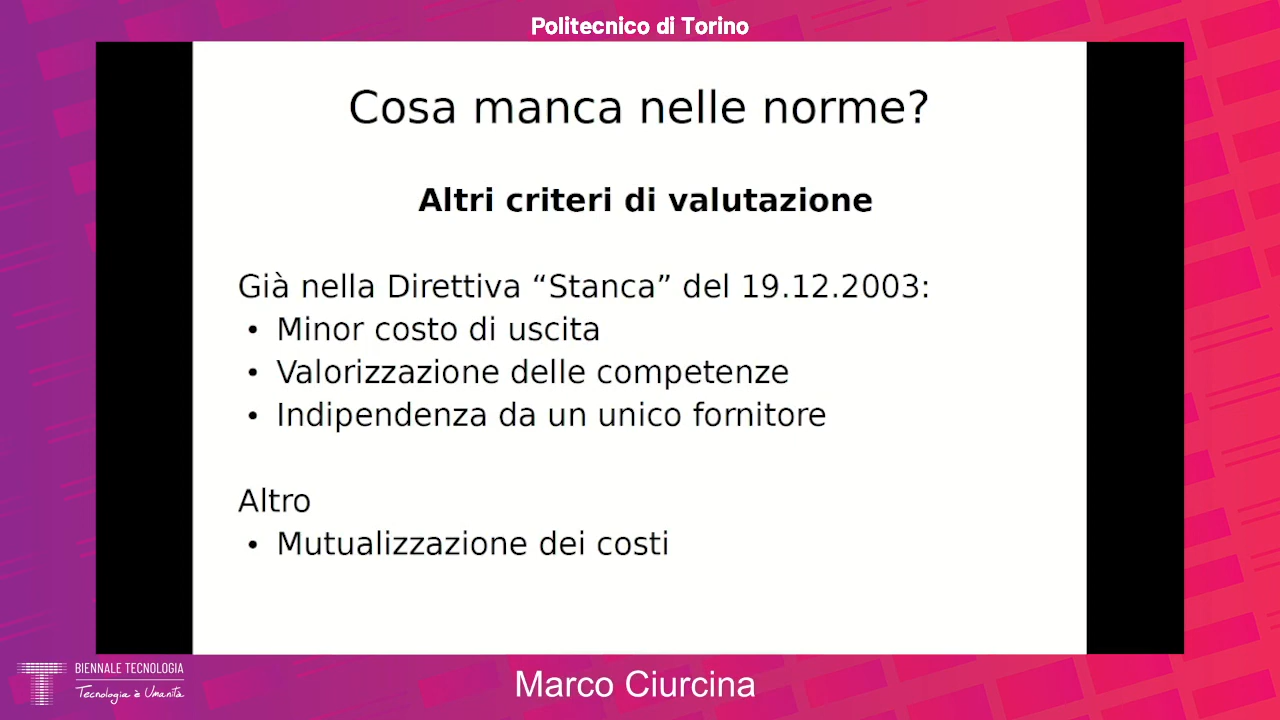 Politecnico di Torino
Cosa manca nelle norme?
Altri criteri di valutazione
Già nella Direttiva “Stanca” del 19.12.2003:
• Minor costo di uscita
• Valorizzazione delle competenze
• Indipendenza da un unico fornitore
Altro
• Mutualizzazione dei costi
BIENNALE TECNOLOGIA
Tecnologia è Umanità
Marco Ciurcina